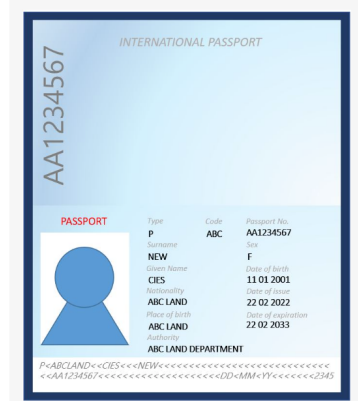 INTERNATIONAL PASSPORT
AA1234567
PASSPORT
Type Code Passport No.
P ABC AA1234567
Surname Sex
NEW F
Given Name Date of birth
CIES 11 01 2001
Nationality Date of issue
ABC LAND 22 02 2022
Place of birth Date of expiration
ABC LAND 22 02 2033
Authority
ABC LAND DEPARTMENT
P<ABCLAND<<CIES<<<NEW<<<<<<<<<<<<<<<<<<<<<<<<<<<
<<AA1234567<<<<<<<<<<<<<<<<<<<<DD<MM<YY<<<<<<<2345